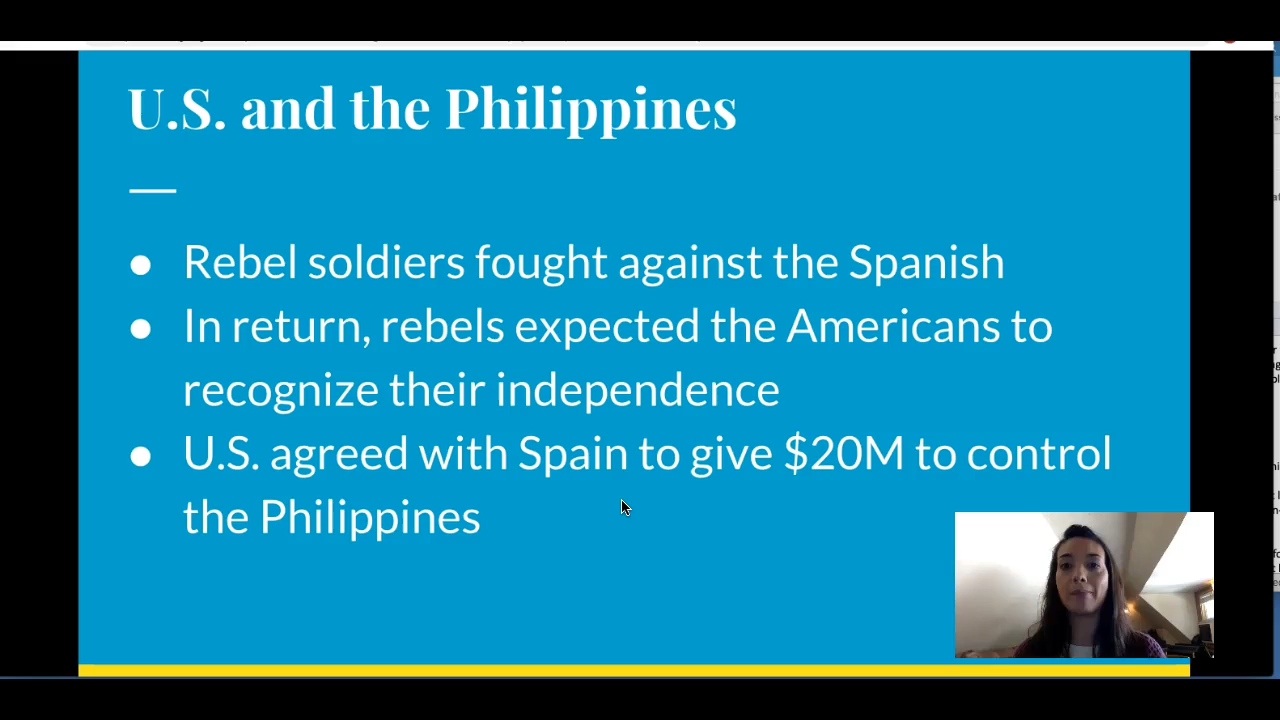 U.S. and the Philippines
● Rebel soldiers fought against the Spanish
● In return, rebels expected the Americans to
recognize their independence
● U.S. agreed with Spain to give $20M to control
the Philippines